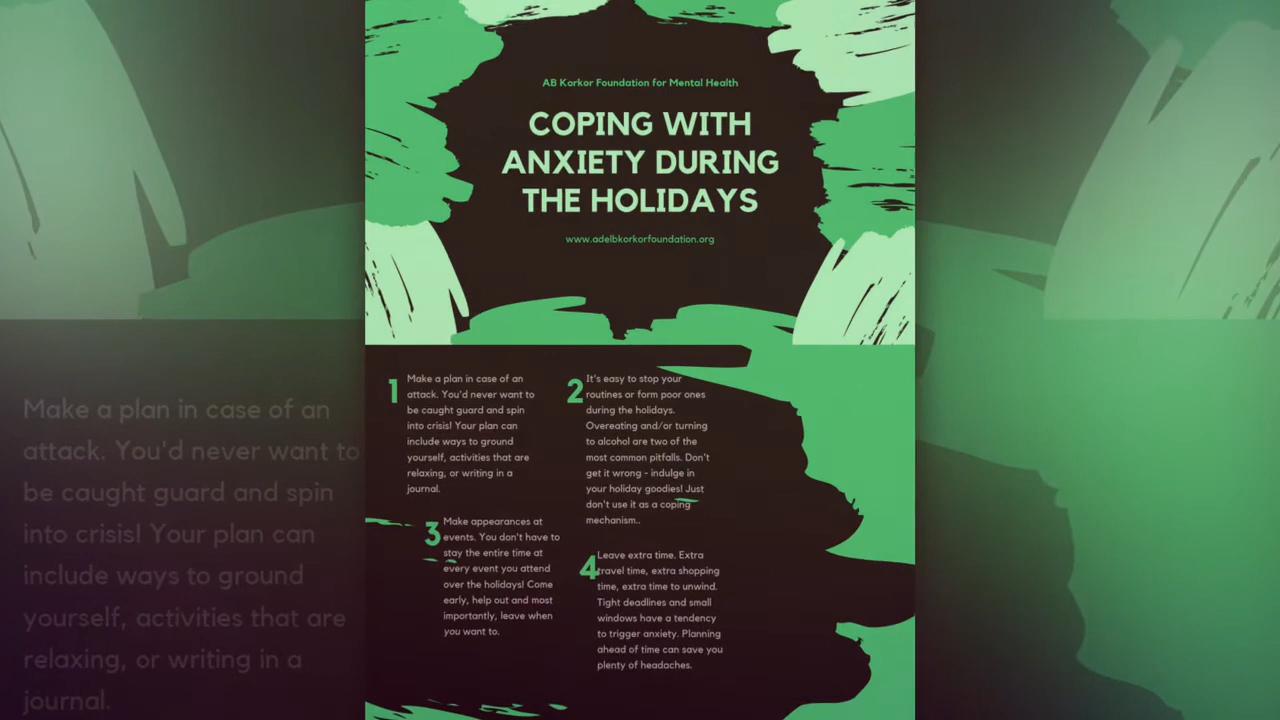 AB Korkor Foundation for Mental Health
COPING WITH
ANXIETY DURING
THE HOLIDAYS
www.adelbkorkorfoundation.org
1
Make a plan in case of an
attack. You'd never want to
be caught guard and spin
into crisis! Your plan can
include ways to ground
yourself, activities that are
relaxing, or writing in a
journal.
2
It's easy to stop your
routines or form poor ones
during the holidays.
Overeating and/or turning
to alcohol are two of the
most common pitfalls. Don't
get it wrong - indulge in
your holiday goodies! Just
don't use it as a coping
mechanism..
3
Make appearances at
events. You don't have to
stay the entire time at
every event you attend
over the holidays! Come
early, help out and most
importantly, leave when
you want to.
4
Leave extra time. Extra
travel time, extra shopping
time, extra time to unwind.
Tight deadlines and small
windows have a tendency
to trigger anxiety. Planning
ahead of time can save you
plenty of headaches.
Make a plan in case of an
attack. You'd never want to
be caught guard and spin
into crisis! Your plan can
include ways to ground
yourself, activities that are
relaxing, or writing in a
journal.